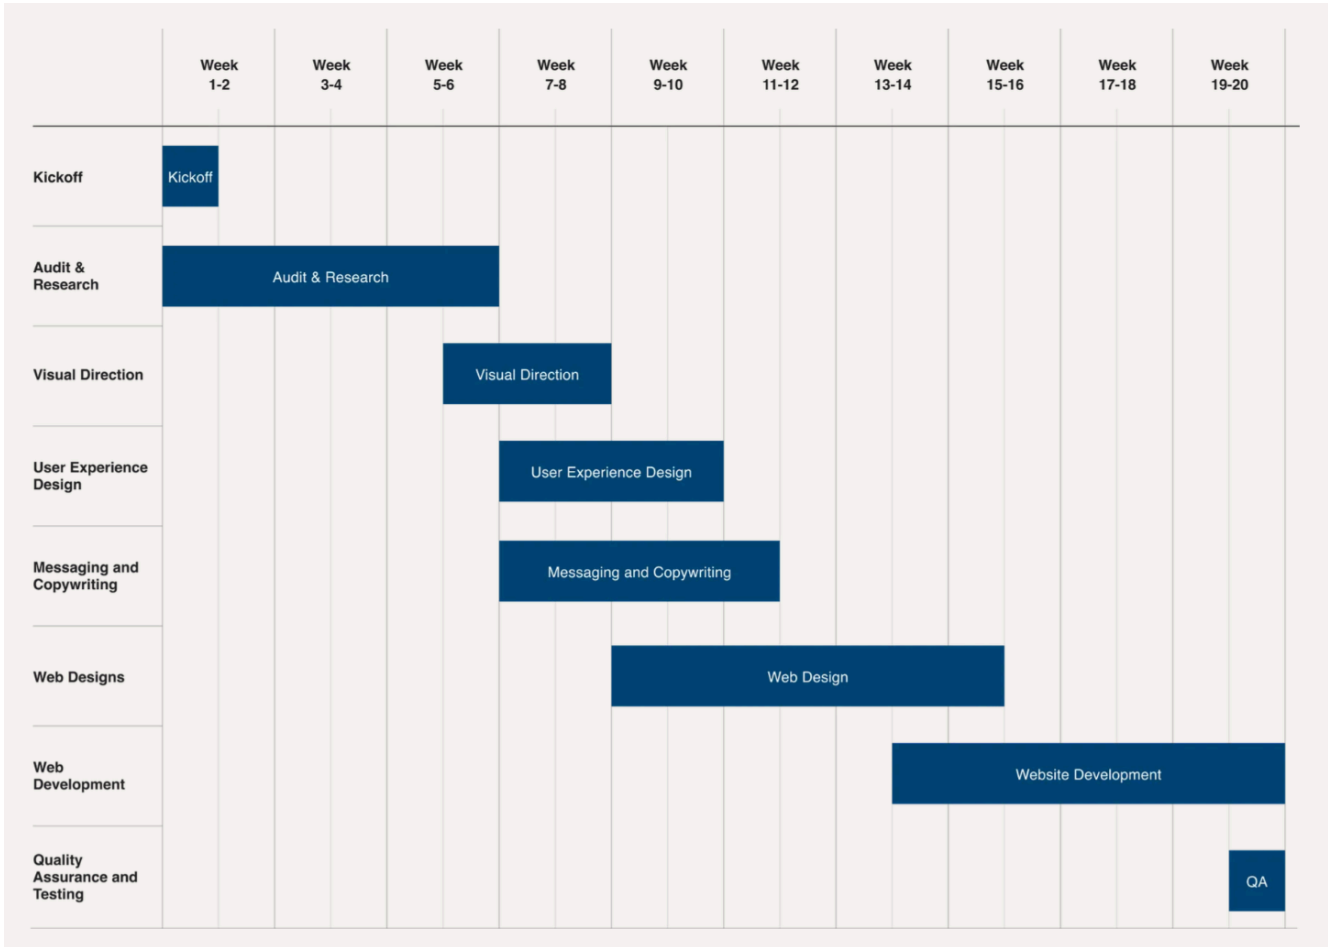 Week
1-2
Week
3-4
Week
5-6
Week
7-8
Week
9-10
Week
11-12
Week
13-14
Week
15-16
Week
17-18
Week
19-20
Kickoff
Kickoff
Audit &
Research
Audit & Research
Visual Direction
Visual Direction
User Experience
Design
User Experience Design
Messaging and
Copywriting
Messaging and Copywriting
Web Designs
Web Design
Web
Development
Website Development
Quality
Assurance and
Testing
QA